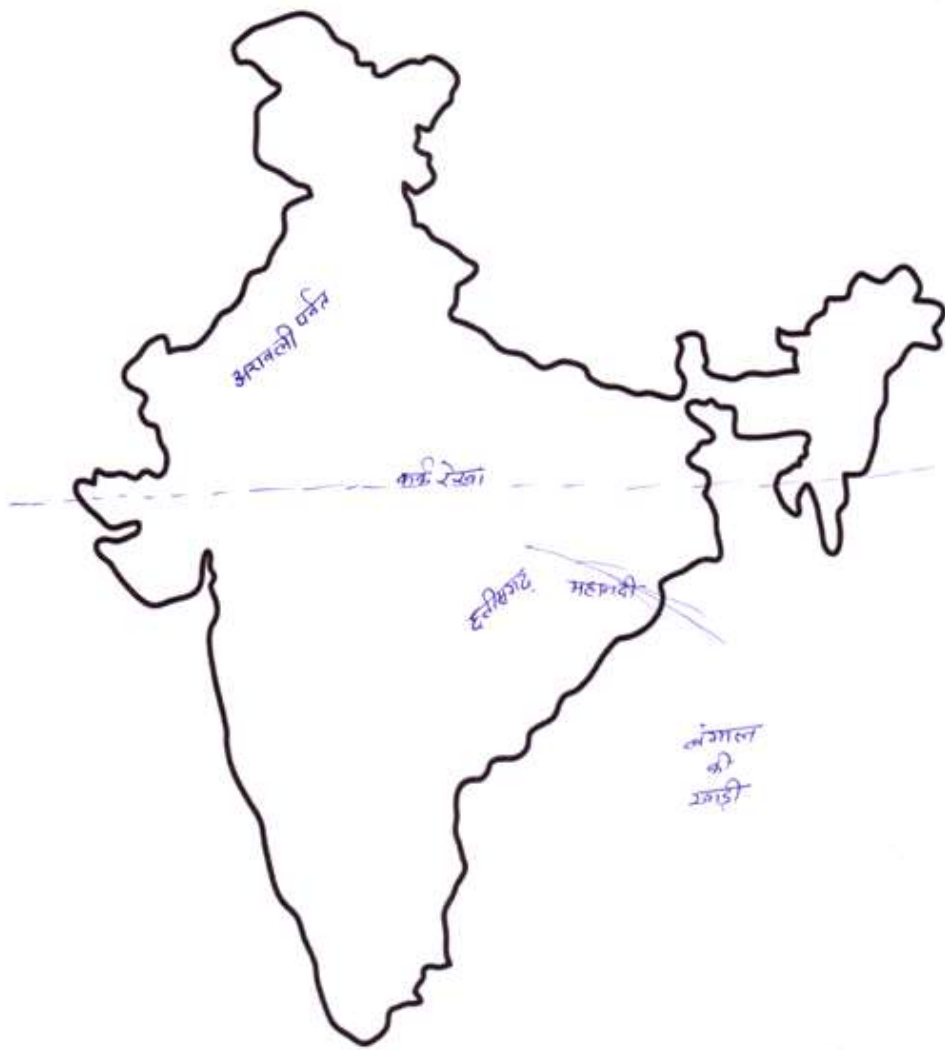 अरावली पर्वत
कर्क रेखा
छत्तीसगढ़
महानदी
बंगाल
की
खाड़ी